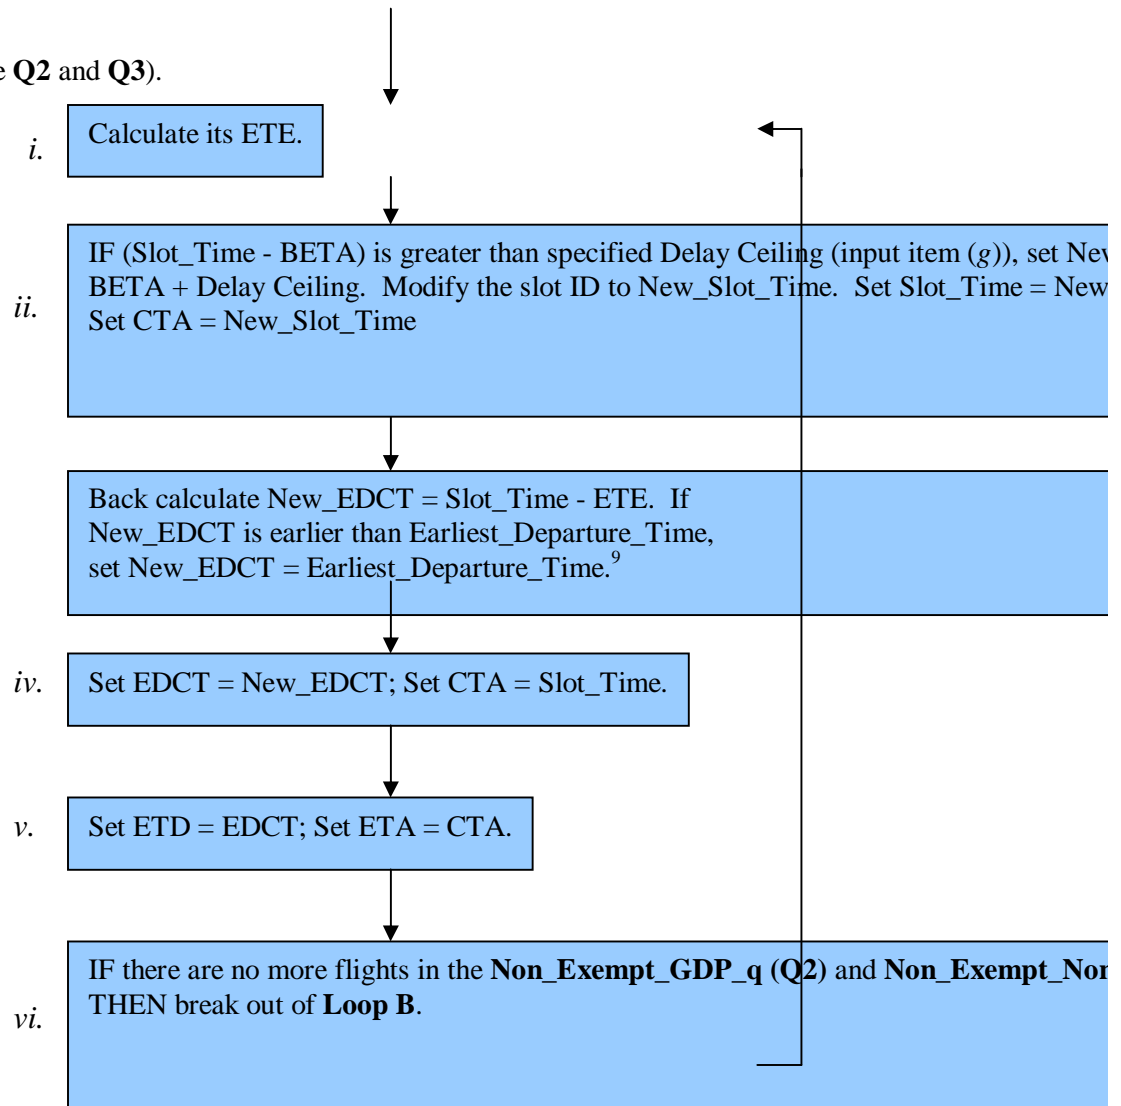 e Q2 and Q3).
i.
Calculate its ETE.
ii.
IF (Slot_Time - BETA) is greater than specified Delay Ceiling (input item (g)), set New
BETA + Delay Ceiling. Modify the slot ID to New_Slot_Time. Set Slot_Time = New
Set CTA = New_Slot_Time
Back calculate New_EDCT = Slot_Time - ETE. If
New_EDCT is earlier than Earliest_Departure_Time,
set New_EDCT = Earliest_Departure_Time.9
iv.
Set EDCT = New_EDCT; Set CTA = Slot_Time.
v.
Set ETD = EDCT; Set ETA = CTA.
vi.
IF there are no more flights in the Non_Exempt_GDP_q (Q2) and Non_Exempt_Non
THEN break out of Loop B.